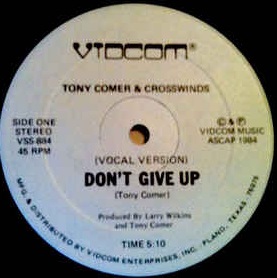 VIDCOM®
TONY COMER & CROSSWINDS
SIDE ONE
STEREO
VSS-884
45 RPM
© & ℗
VIDCOM MUSIC
ASCAP 1984
(VOCAL VERSION)
DON'T GIVE UP
(Tony Comer)
Produced By Larry Wilkins
and Tony Comer
TIME 5:10
MFG. & DISTRIBUTED BY VIDCOM ENTERPRISES, INC. PLANO, TEXAS, 75075